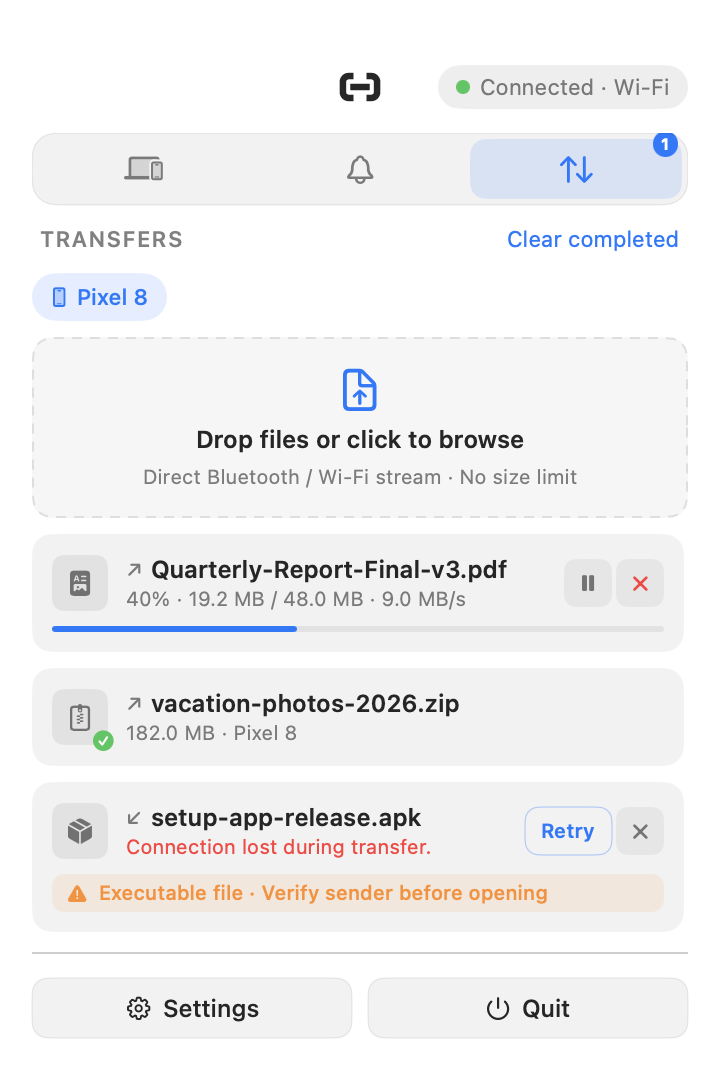 Connected · Wi-Fi
1
TRANSFERS
Clear completed
Pixel 8
Drop files or click to browse
Direct Bluetooth / Wi-Fi stream · No size limit
Quarterly-Report-Final-v3.pdf
40% · 19.2 MB / 48.0 MB · 9.0 MB/s
vacation-photos-2026.zip
182.0 MB · Pixel 8
setup-app-release.apk
Connection lost during transfer.
Retry
Executable file · Verify sender before opening
Settings
Quit